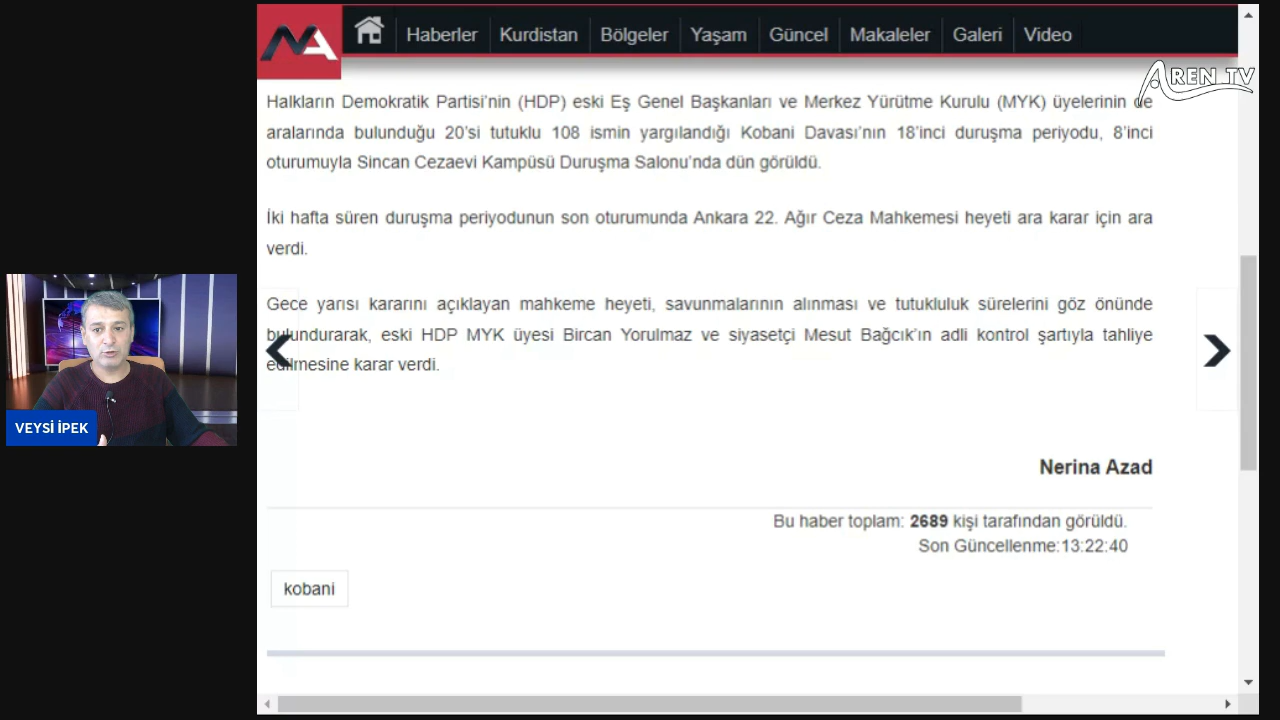 Haberler Kurdistan Bölgeler Yaşam Güncel Makaleler Galeri Video
AREN TV
Halkların Demokratik Partisi’nin (HDP) eski Eş Genel Başkanları ve Merkez Yürütme Kurulu (MYK) üyelerinin de
aralarında bulunduğu 20’si tutuklu 108 ismin yargılandığı Kobani Davası’nın 18’inci duruşma periyodu, 8’inci
oturumuyla Sincan Cezaevi Kampüsü Duruşma Salonu’nda dün görüldü.
İki hafta süren duruşma periyodunun son oturumunda Ankara 22. Ağır Ceza Mahkemesi heyeti ara karar için ara
verdi.
Gece yarısı kararını açıklayan mahkeme heyeti, savunmalarının alınması ve tutukluluk sürelerini göz önünde
bulundurarak, eski HDP MYK üyesi Bircan Yorulmaz ve siyasetçi Mesut Bağcık’ın adli kontrol şartıyla tahliye
edilmesine karar verdi.
VEYSİ İPEK
Nerina Azad
Bu haber toplam: 2689 kişi tarafından görüldü.
Son Güncellenme:13:22:40
kobani